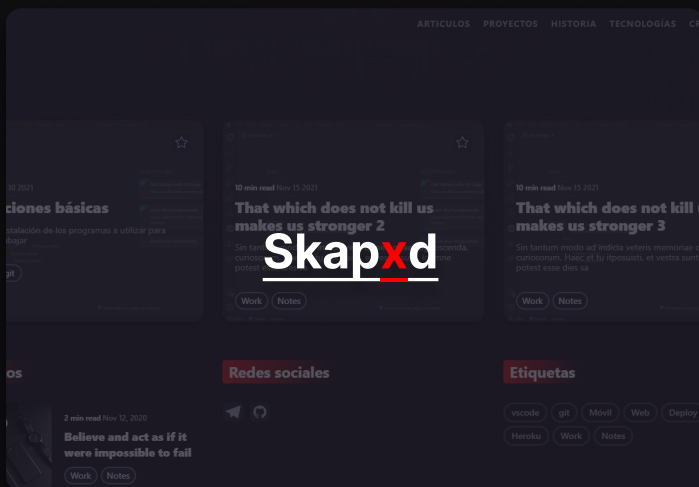 ARTICULOS PROYECTOS HISTORIA TECNOLOGÍAS
10 2021
ciones básicas
stalación de los programas a utilizar para
bajar
git
10 min read Nov 15 2021
That which does not kill us
makes us stronger 2
Work Notes
10 min read Nov 15 2021
That which does not kill
makes us stronger 3
Sin tantum modo ad indicta veteris memoriae
curiosorum. Haec et tu itposuisti, et vestra sunt
potest esse dies sa
Work Notes
Skapxd
os
2 min read Nov 12, 2020
Believe and act as if it
were impossible to fail
Work Notes
Redes sociales
Etiquetas
vscode git Móvil Web Deploy
Heroku Work Notes